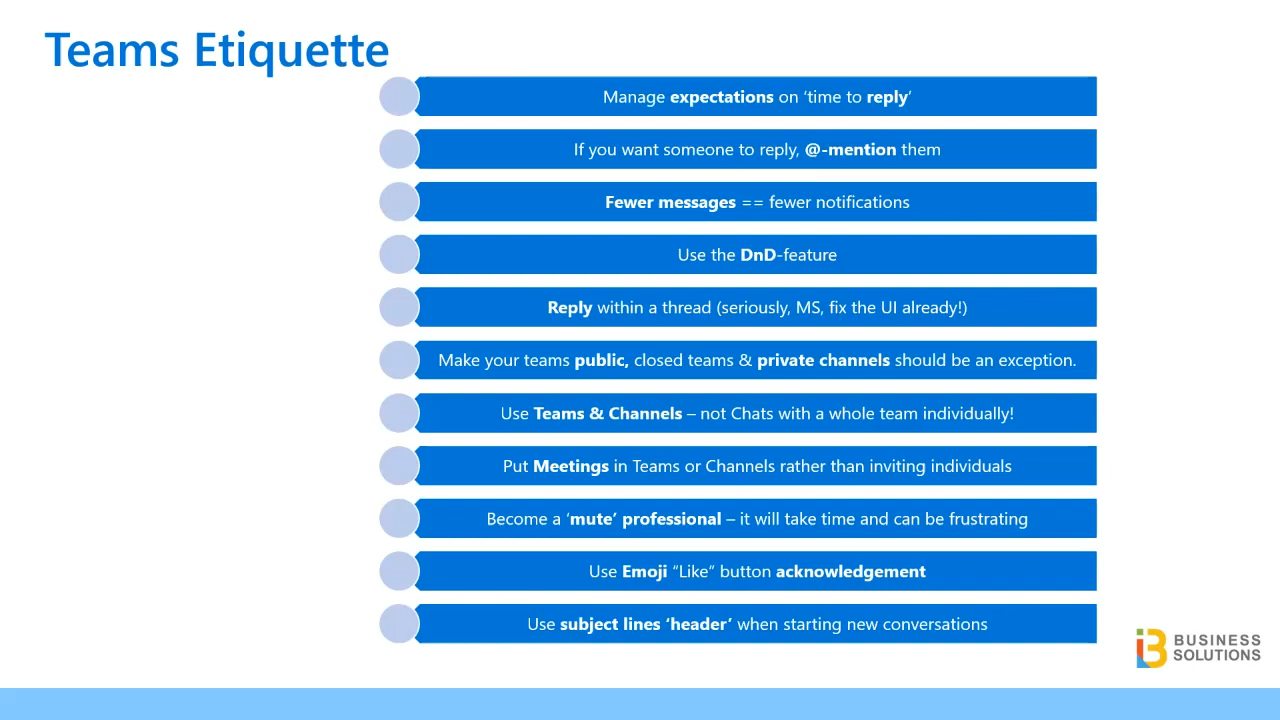 Teams Etiquette
Manage expectations on ‘time to reply’
If you want someone to reply, @-mention them
Fewer messages == fewer notifications
Use the DnD-feature
Reply within a thread (seriously, MS, fix the UI already!)
Make your teams public, closed teams & private channels should be an exception.
Use Teams & Channels – not Chats with a whole team individually!
Put Meetings in Teams or Channels rather than inviting individuals
Become a ‘mute’ professional – it will take time and can be frustrating
Use Emoji “Like“ button acknowledgement
Use subject lines ‘header’ when starting new conversations
i3 BUSINESS
SOLUTIONS